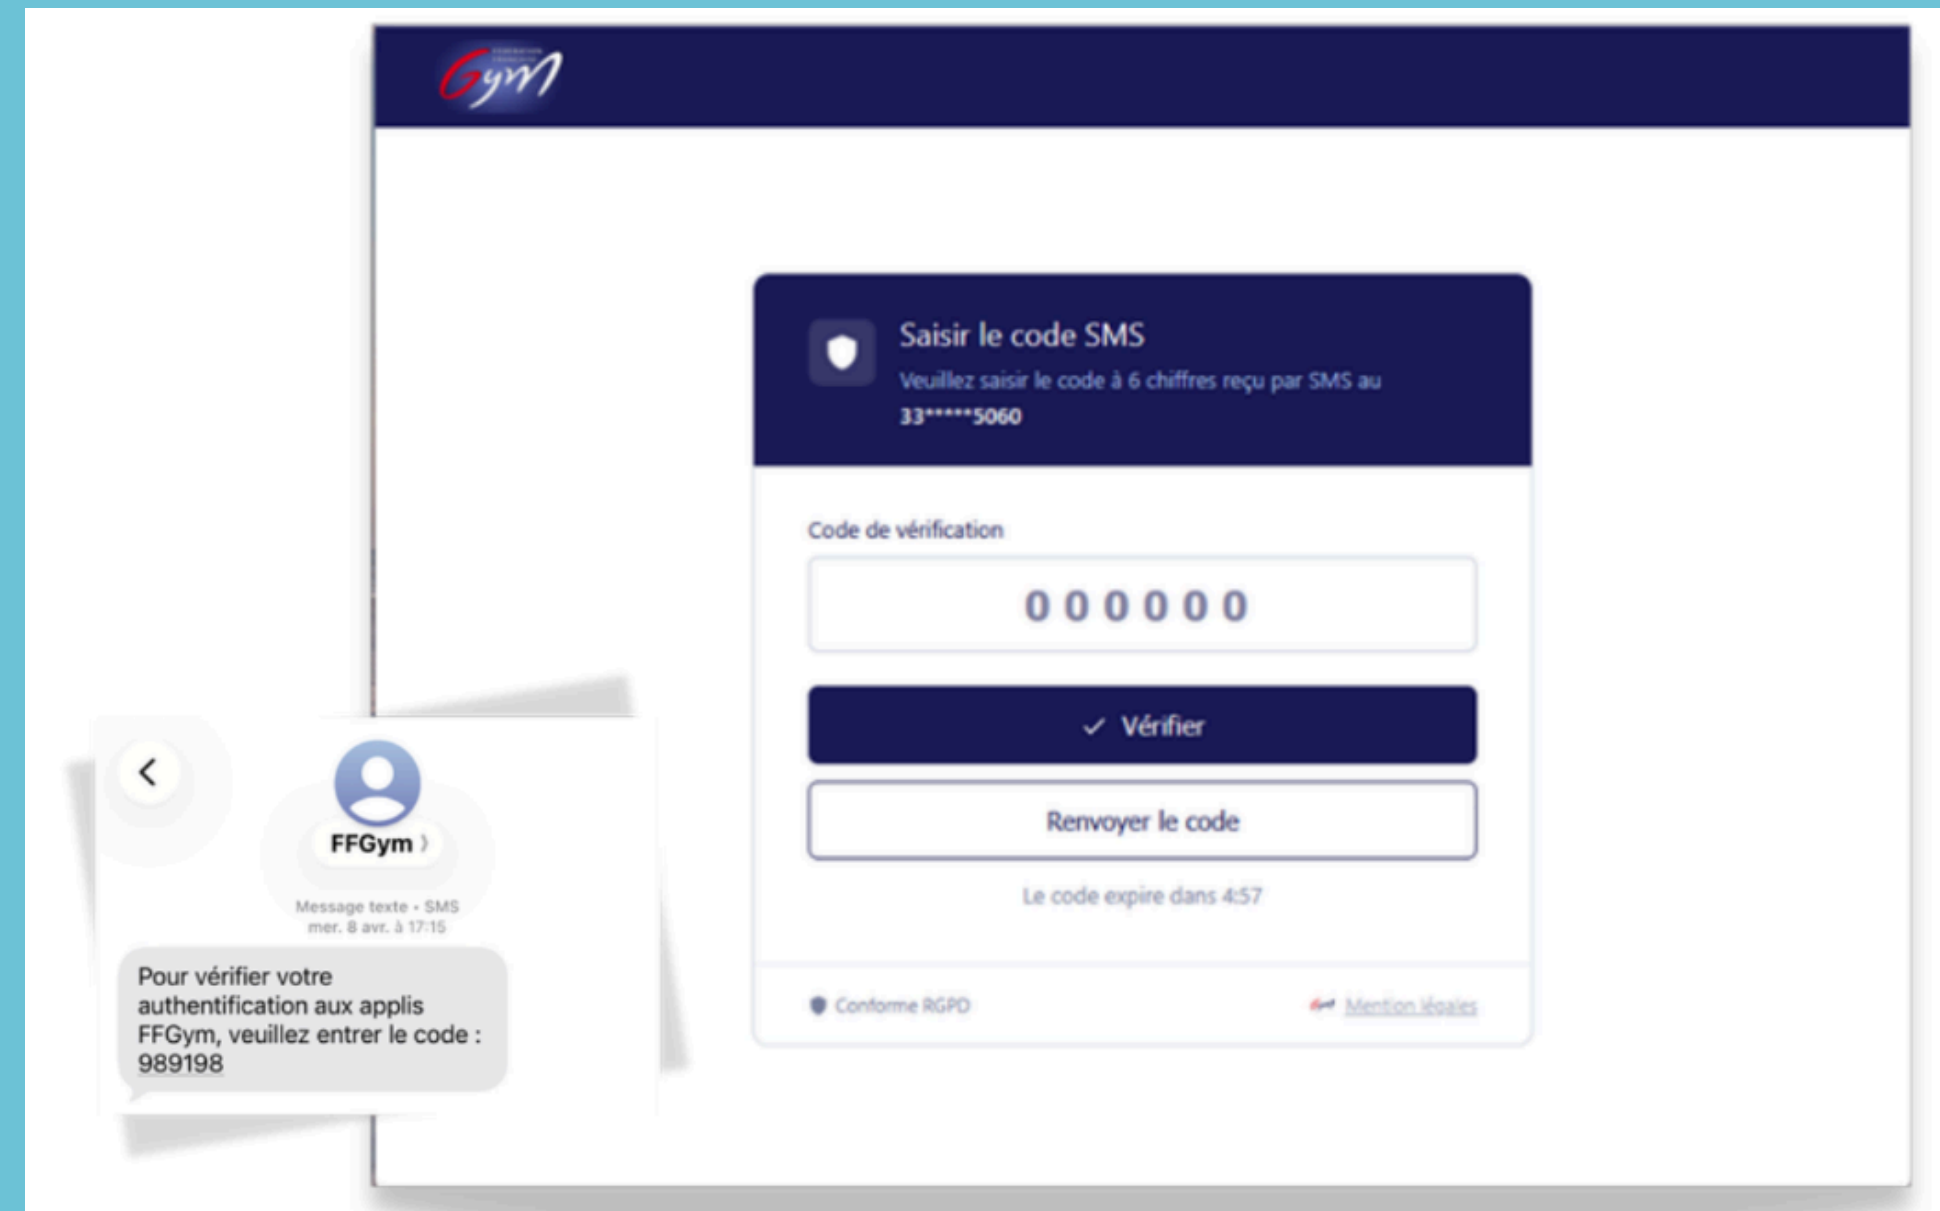 Gym
Saisir le code SMS
Veuillez saisir le code à 6 chiffres reçu par SMS au
33*****5060
Code de vérification
000000
✓ Vérifier
Renvoyer le code
Le code expire dans 4:57
Conforme RGPD
Mention légales
FFGym
Message texte • SMS
mer. 8 avr. à 17:15
Pour vérifier votre
authentification aux applis
FFGym, veuillez entrer le code :
989198